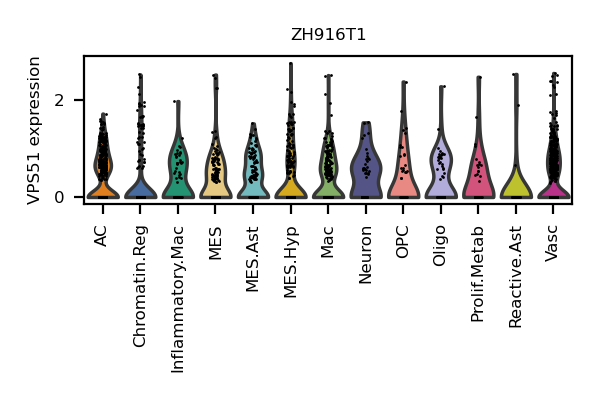 ZH916T1
VPS51 expression
2
0
AC
Chromatin.Reg
Inflammatory.Mac
MES
MES.Ast
MES.Hyp
Mac
Neuron
OPC
Oligo
Prolif.Metab
Reactive.Ast
Vasc